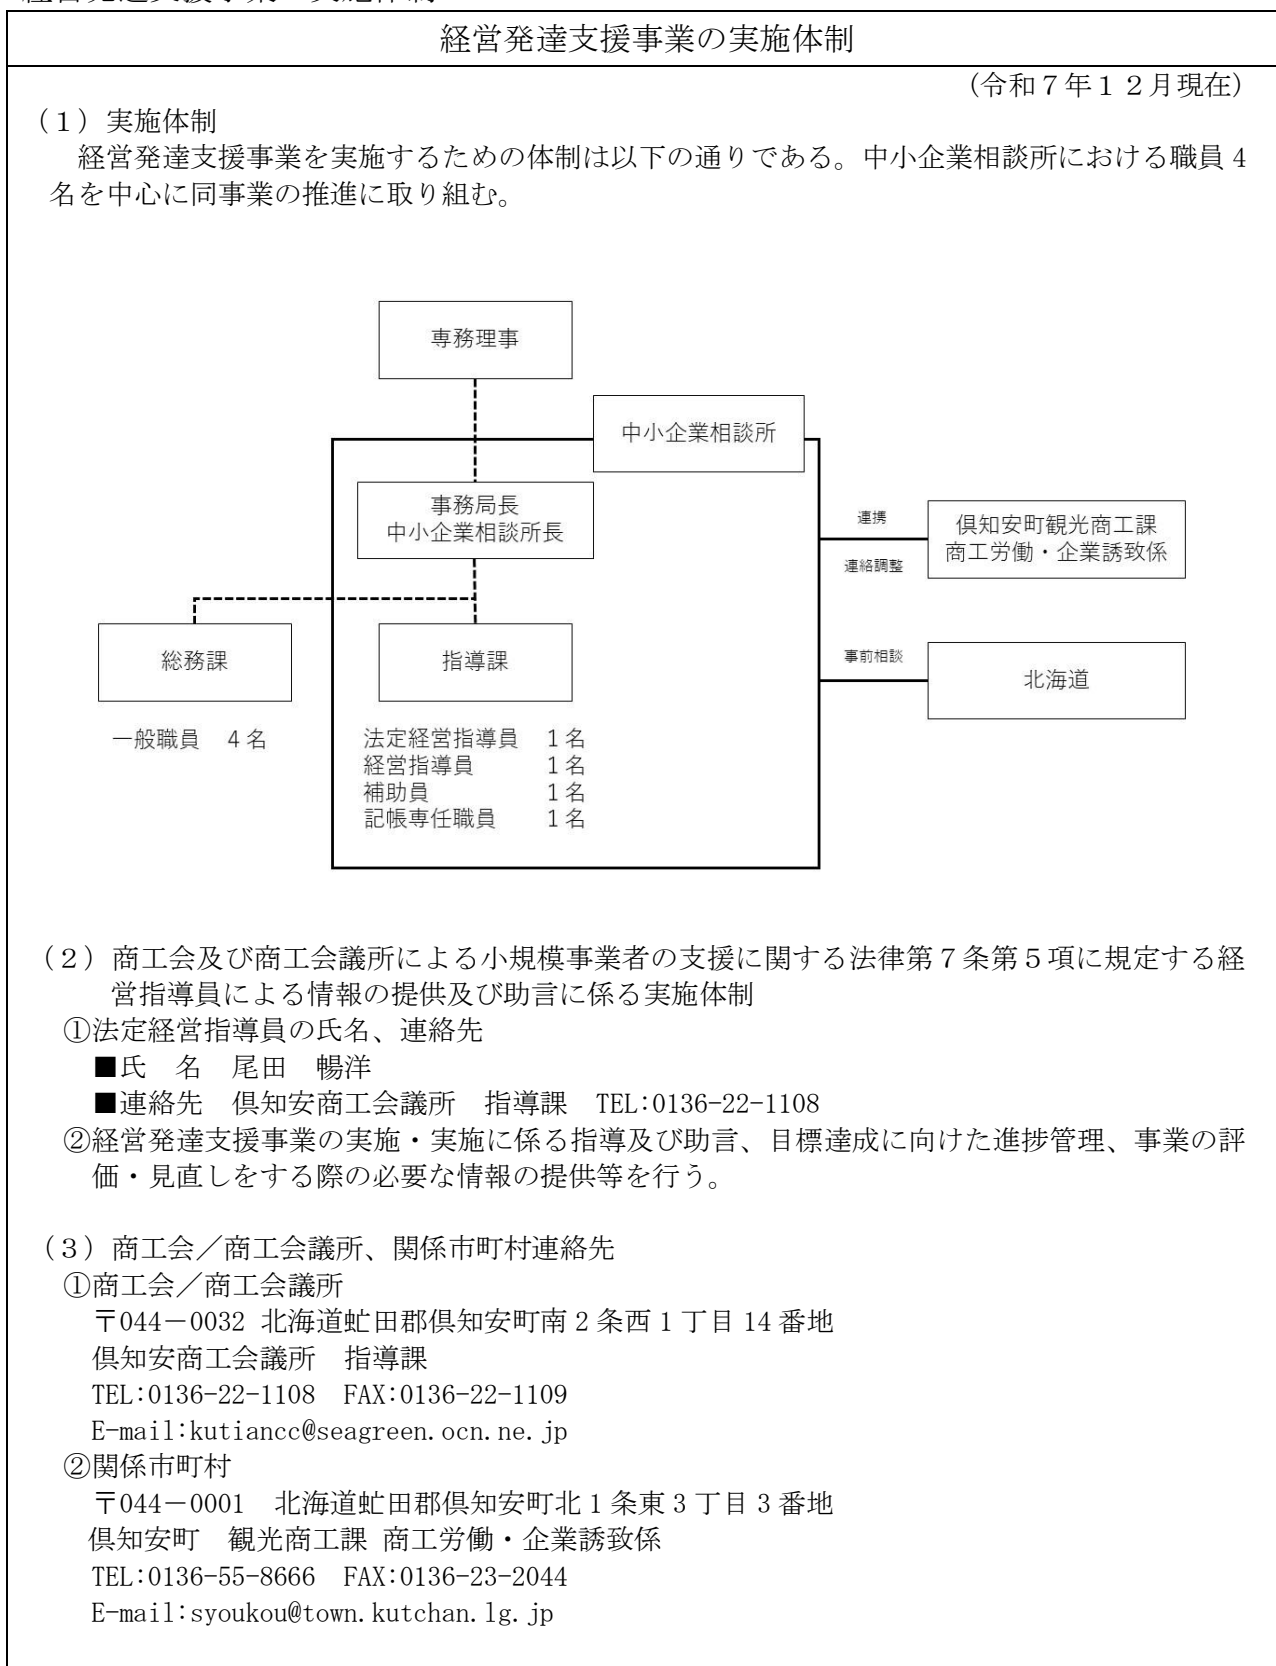 経営発達支援事業の実施体制
(令和７年１２月現在)
（１）実施体制
経営発達支援事業を実施するための体制は以下の通りである。中小企業相談所における職員 4
名を中心に同事業の推進に取り組む。
専務理事
中小企業相談所
事務局長
中小企業相談所長
連携
連絡調整
倶知安町観光商工課
商工労働・企業誘致係
総務課
指導課
事前相談
北海道
一般職員　４名
法定経営指導員　１名
経営指導員　１名
補助員　１名
記帳専任職員　１名
（２）商工会及び商工会議所による小規模事業者の支援に関する法律第７条第５項に規定する経
営指導員による情報の提供及び助言に係る実施体制
①法定経営指導員の氏名、連絡先
■氏　名　尾田　暢洋
■連絡先　倶知安商工会議所　指導課　TEL:0136-22-1108
②経営発達支援事業の実施・実施に係る指導及び助言、目標達成に向けた進捗管理、事業の評
価・見直しをする際の必要な情報の提供等を行う。
（３）商工会／商工会議所、関係市町村連絡先
①商工会／商工会議所
〒044－0032 北海道虻田郡倶知安町南 2 条西 1 丁目 14 番地
倶知安商工会議所　指導課
TEL:0136-22-1108　FAX:0136-22-1109
E-mail:kutiancc@seagreen.ocn.ne.jp
②関係市町村
〒044－0001　北海道虻田郡倶知安町北 1 条東 3 丁目 3 番地
倶知安町　観光商工課 商工労働・企業誘致係
TEL:0136-55-8666　FAX:0136-23-2044
E-mail:syoukou@town.kutchan.lg.jp